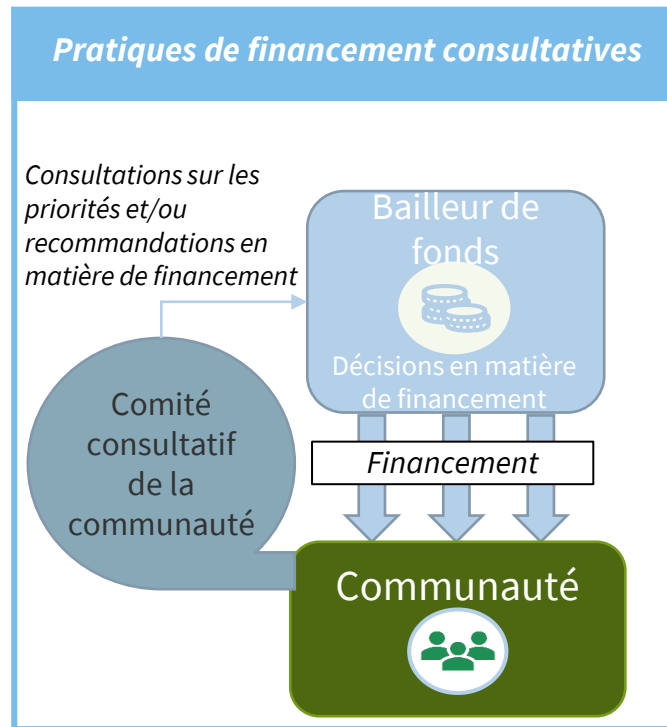 Pratiques de financement consultatives
Consultations sur les
priorités et/ou
recommandations en
matière de financement
Bailleur de
fonds
Décisions en matière
de financement
Comité
consultatif
de la
communauté
Financement
Communauté